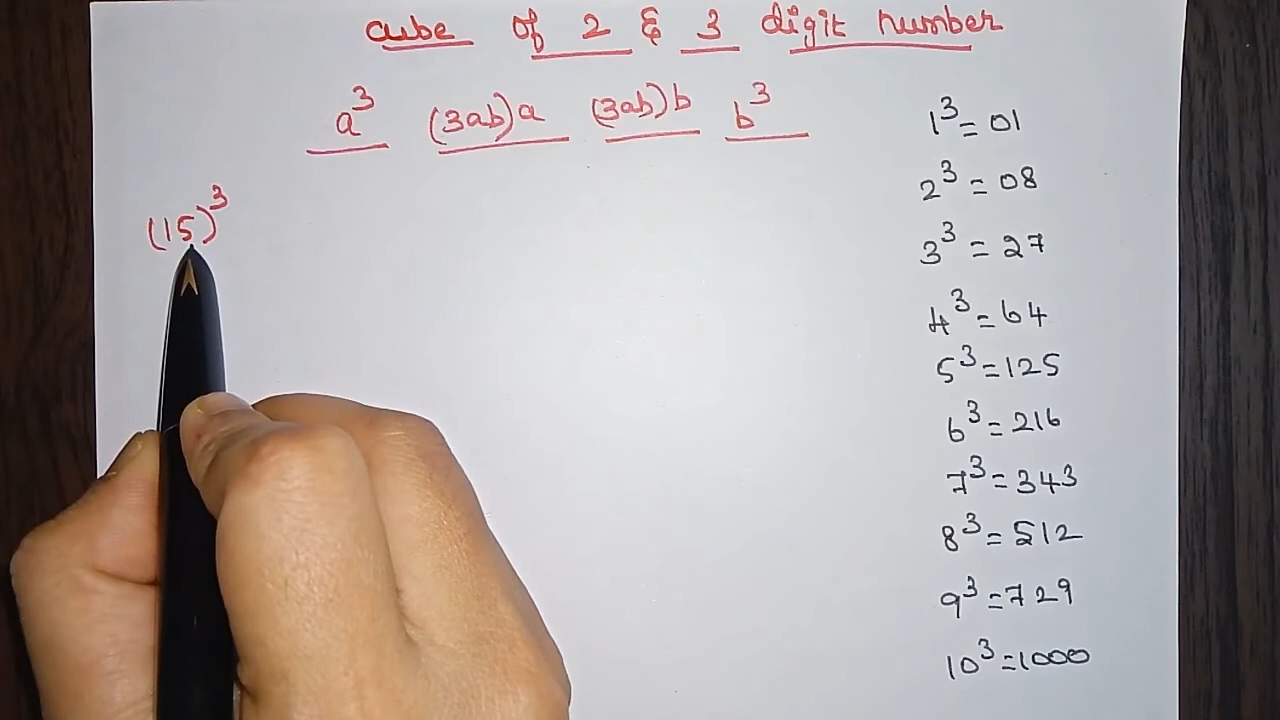 cube of 2 & 3 digit number
a³ (3ab)a (3ab)b b³
(15)³
1³ = 01
2³ = 08
3³ = 27
4³ = 64
5³ = 125
6³ = 216
7³ = 343
8³ = 512
9³ = 729
10³ = 1000